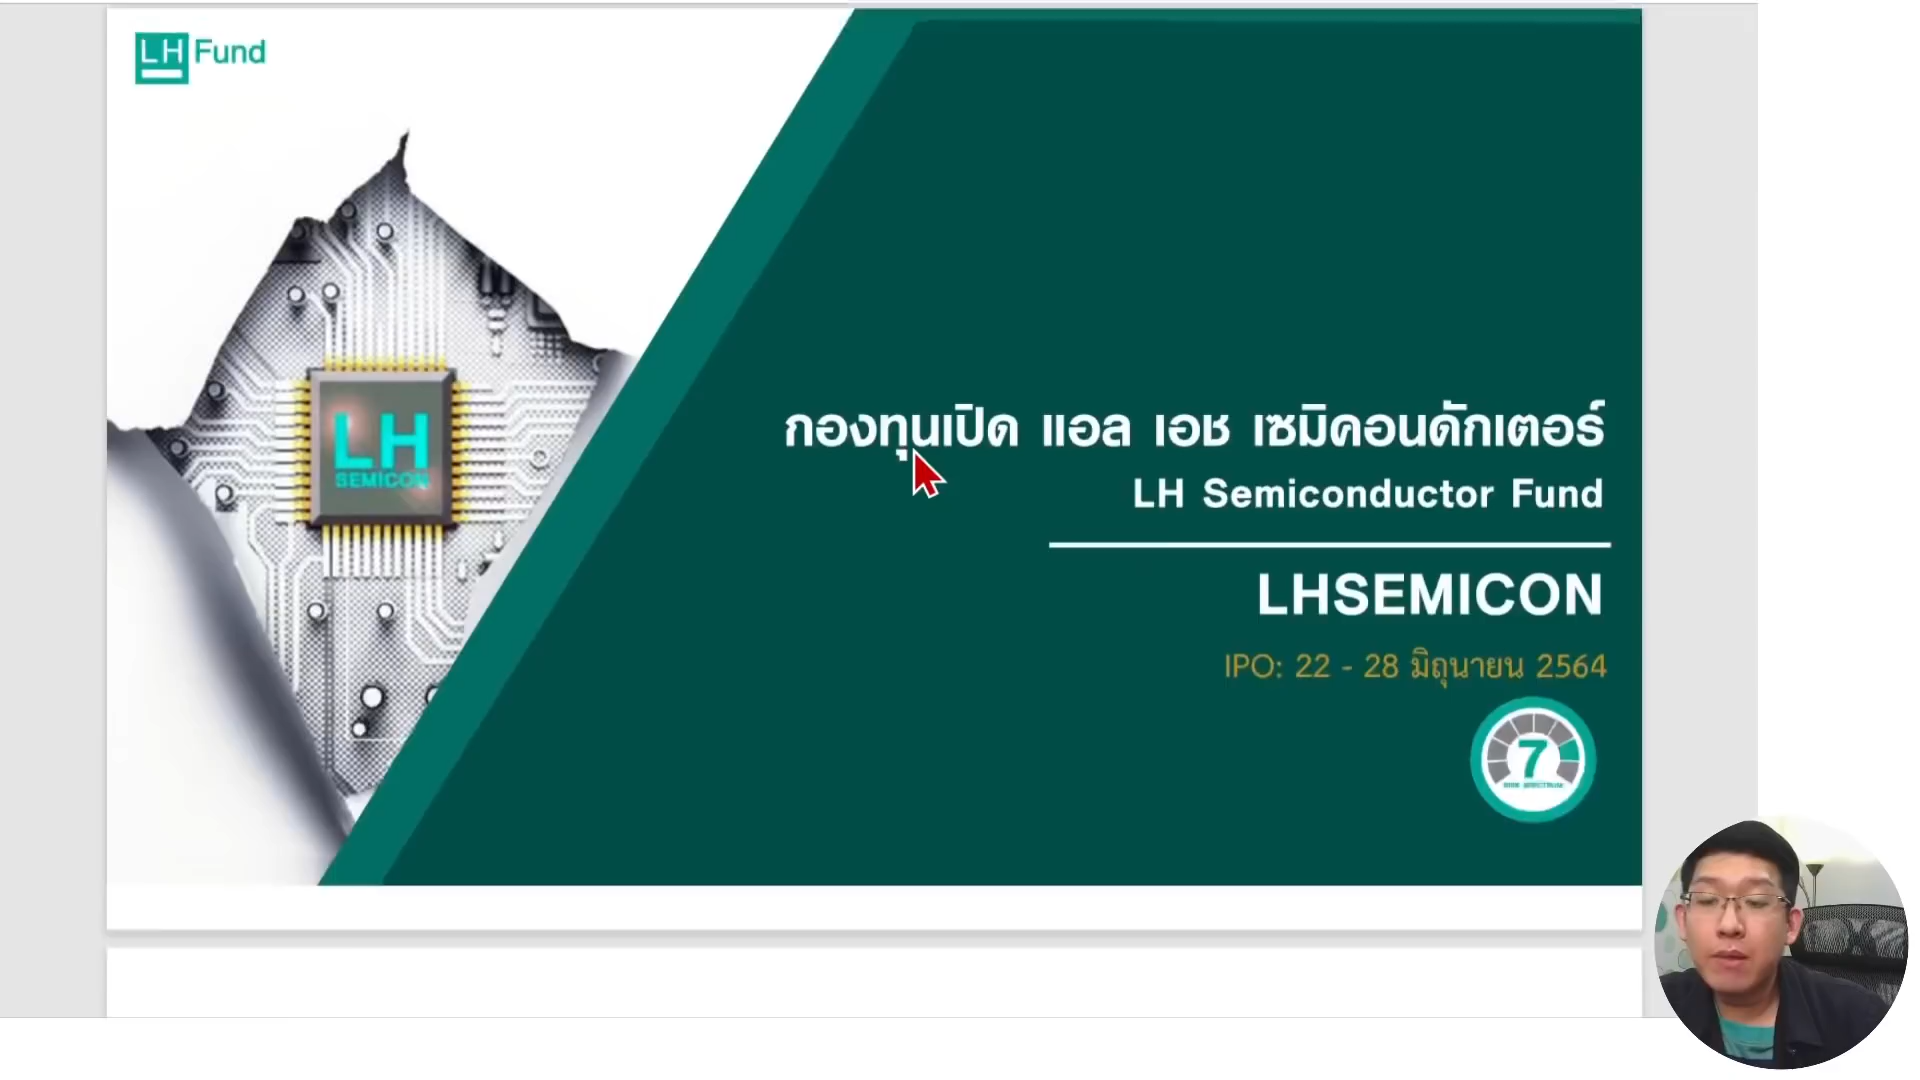 LH Fund
LH
SEMICON
กองทุนเปิด แอล เอช เซมิคอนดักเตอร์
LH Semiconductor Fund
LHSEMICON
IPO: 22 - 28 มิถุนายน 2564
7
RISK SPECTRUM